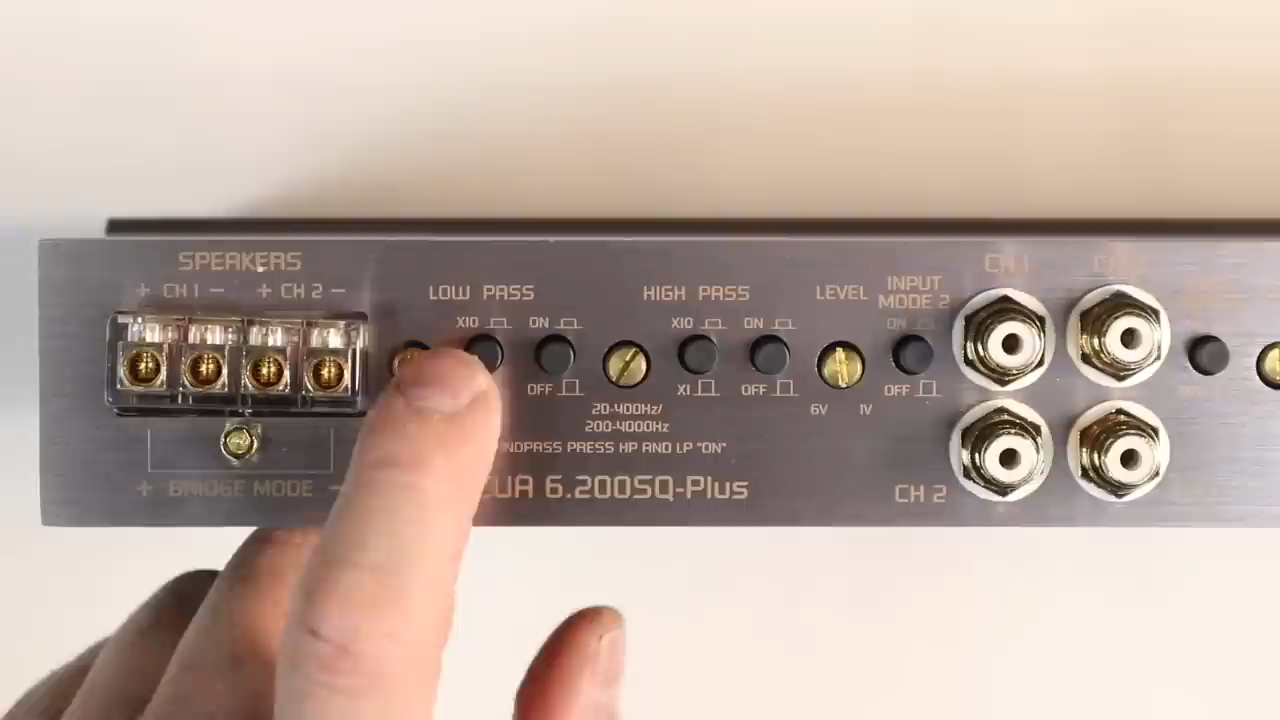 SPEAKERS
+ CH 1 − + CH 2 −
+ BRIDGE MODE −
LOW PASS
X10 ON
OFF
HIGH PASS
X10 ON
X1 OFF
20-400Hz/
200-4000Hz
PRESS HP AND LP "ON"
6.200SQ-Plus
LEVEL
6V 1V
INPUT
MODE 2
ON
OFF
CH 1
CH 2